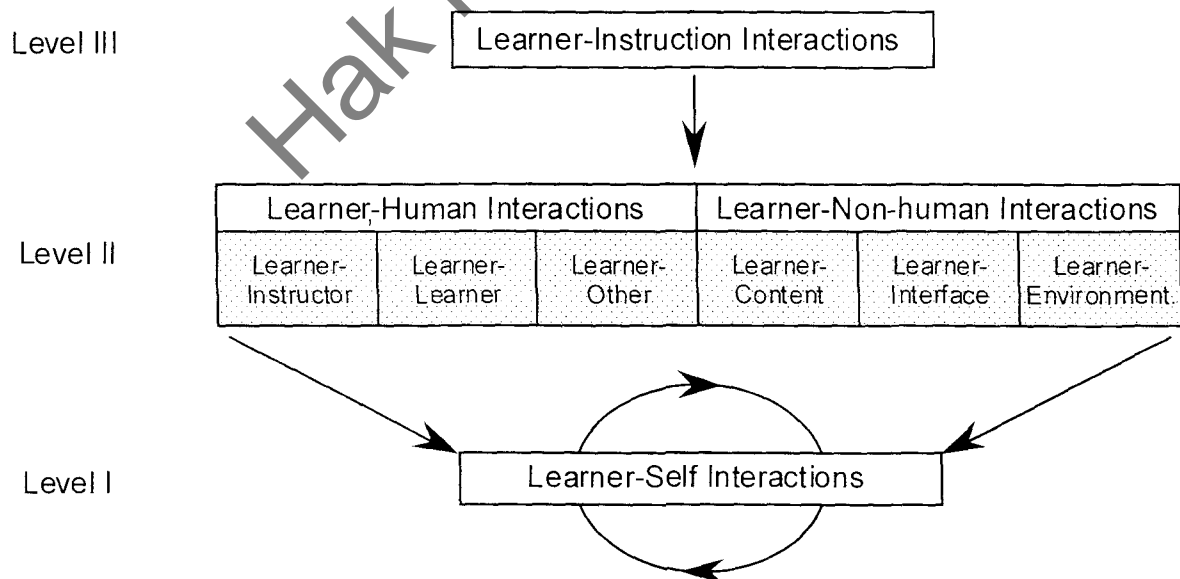 Level III
Learner-Instruction Interactions
Hak
Level II
Learner-Human Interactions
Learner-Non-human Interactions
Learner-
Instructor
Learner-
Learner
Learner-
Other
Learner-
Content
Learner-
Interface
Learner-
Environment.
Level I
Learner-Self Interactions